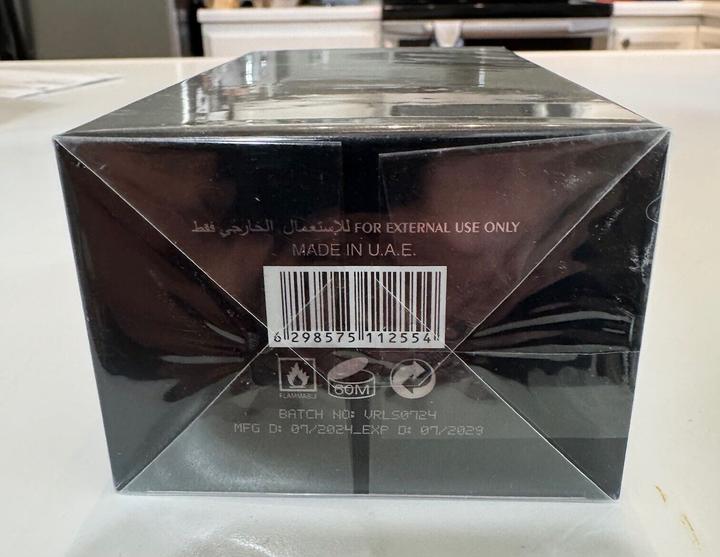 للإستعمال الخارجي فقط FOR EXTERNAL USE ONLY
MADE IN U.A.E.
6 298575 112554
FLAMMABLE 60M
BATCH NO: VRLS0724
MFG D: 07/2024_EXP D: 07/2029